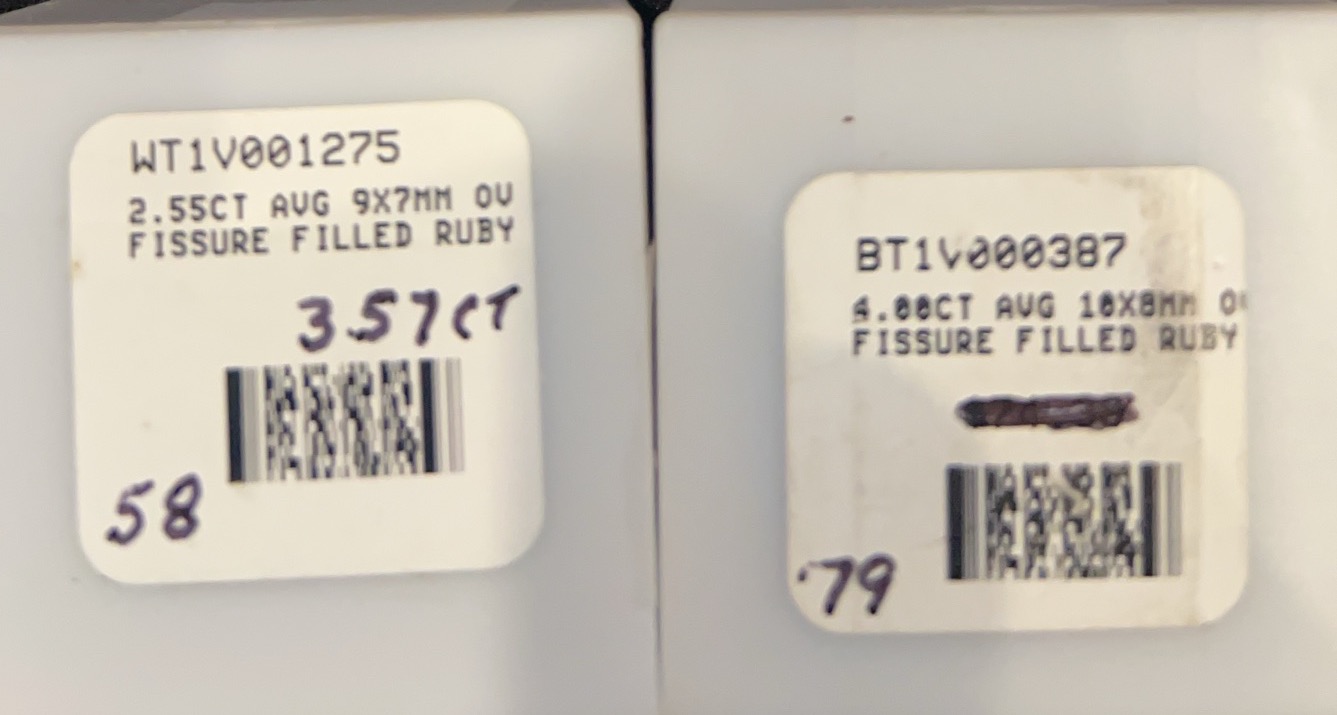 WT1V001275
2.55CT AVG 9X7MM OV
FISSURE FILLED RUBY
3.57CT
58
BT1V000387
4.00CT AVG 10X8MM OV
FISSURE FILLED RUBY
79